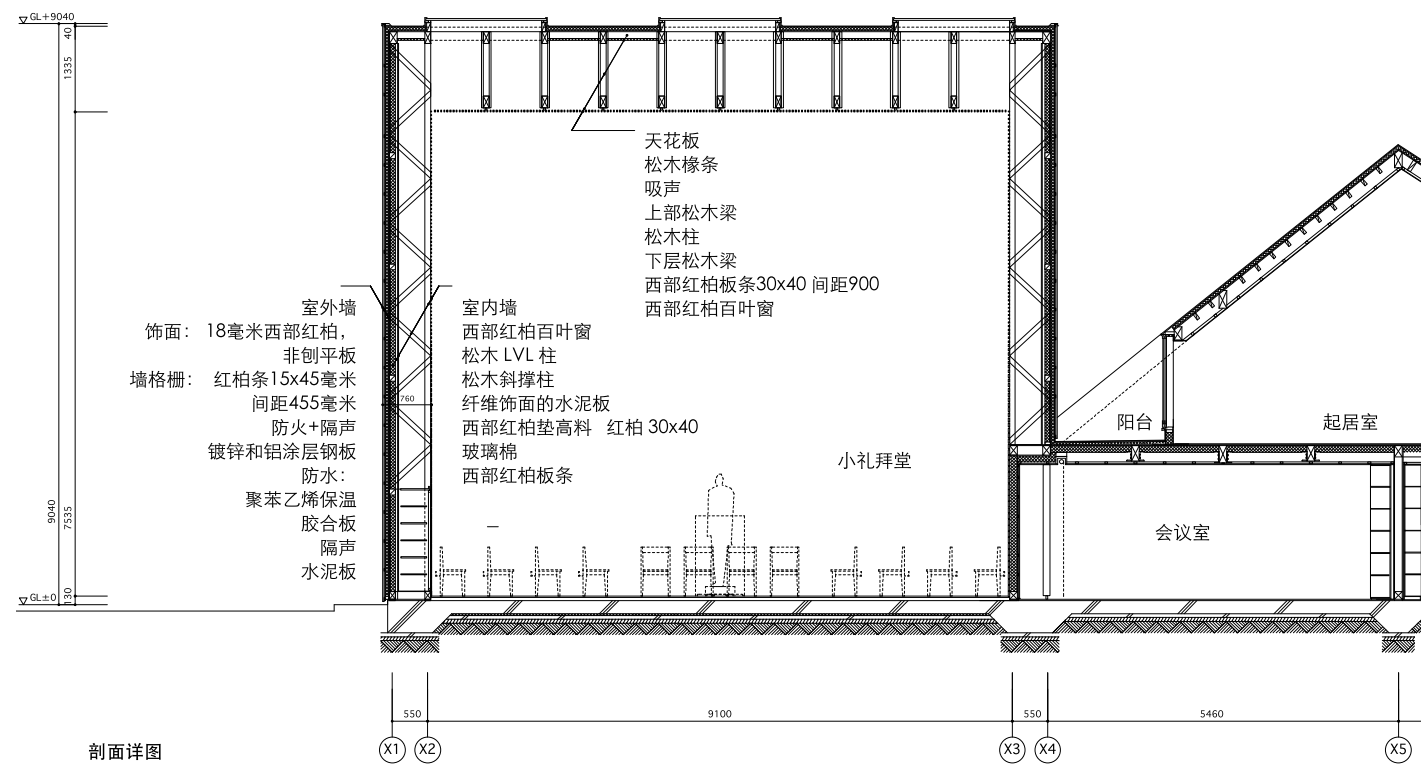 GL+9040
40
1335
天花板
松木椽条
吸声
上部松木梁
松木柱
下层松木梁
西部红柏板条30x40 间距900
西部红柏百叶窗
室外墙
饰面： 18毫米西部红柏，
非刨平板
墙格栅： 红柏条15x45毫米
间距455毫米
防火+隔声
镀锌和铝涂层钢板
防水：
聚苯乙烯保温
胶合板
隔声
水泥板
室内墙
西部红柏百叶窗
松木 LVL 柱
松木斜撑柱
纤维饰面的水泥板
西部红柏垫高料 红柏 30x40
玻璃棉
西部红柏板条
760
小礼拜堂
阳台
起居室
会议室
9040
7535
130
GL±0
550
9100
550
5460
X1
X2
X3
X4
X5
剖面详图